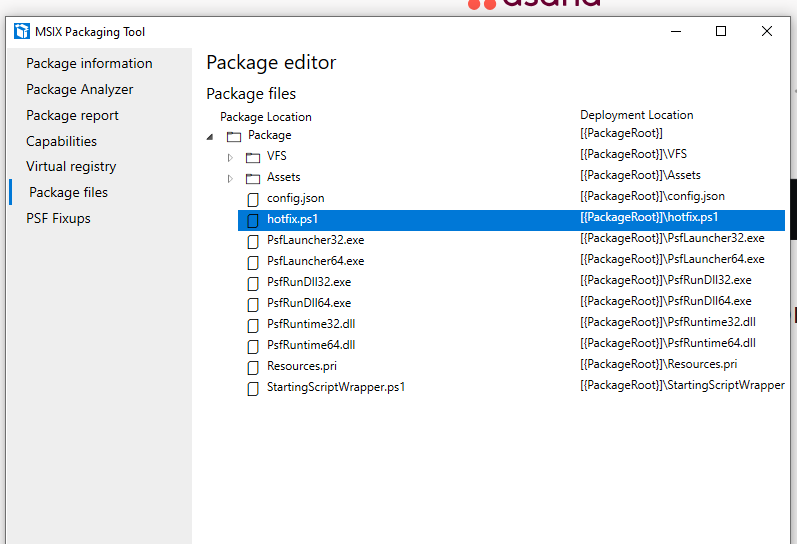 asana
MSIX Packaging Tool
Package information
Package Analyzer
Package report
Capabilities
Virtual registry
Package files
PSF Fixups
Package editor
Package files
Package Location Deployment Location
Package [{PackageRoot}]
VFS [{PackageRoot}]\VFS
Assets [{PackageRoot}]\Assets
config.json [{PackageRoot}]\config.json
hotfix.ps1 [{PackageRoot}]\hotfix.ps1
PsfLauncher32.exe [{PackageRoot}]\PsfLauncher32.exe
PsfLauncher64.exe [{PackageRoot}]\PsfLauncher64.exe
PsfRunDll32.exe [{PackageRoot}]\PsfRunDll32.exe
PsfRunDll64.exe [{PackageRoot}]\PsfRunDll64.exe
PsfRuntime32.dll [{PackageRoot}]\PsfRuntime32.dll
PsfRuntime64.dll [{PackageRoot}]\PsfRuntime64.dll
Resources.pri [{PackageRoot}]\Resources.pri
StartingScriptWrapper.ps1 [{PackageRoot}]\StartingScriptWrapper